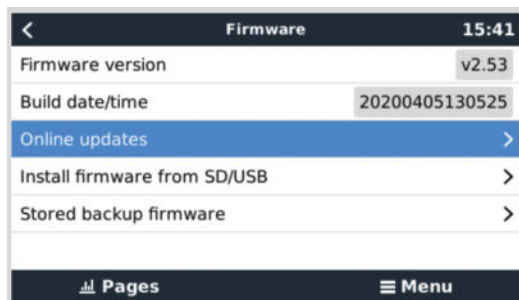 Firmware 15:41
Firmware version v2.53
Build date/time 20200405130525
Online updates
Install firmware from SD/USB
Stored backup firmware
Pages Menu